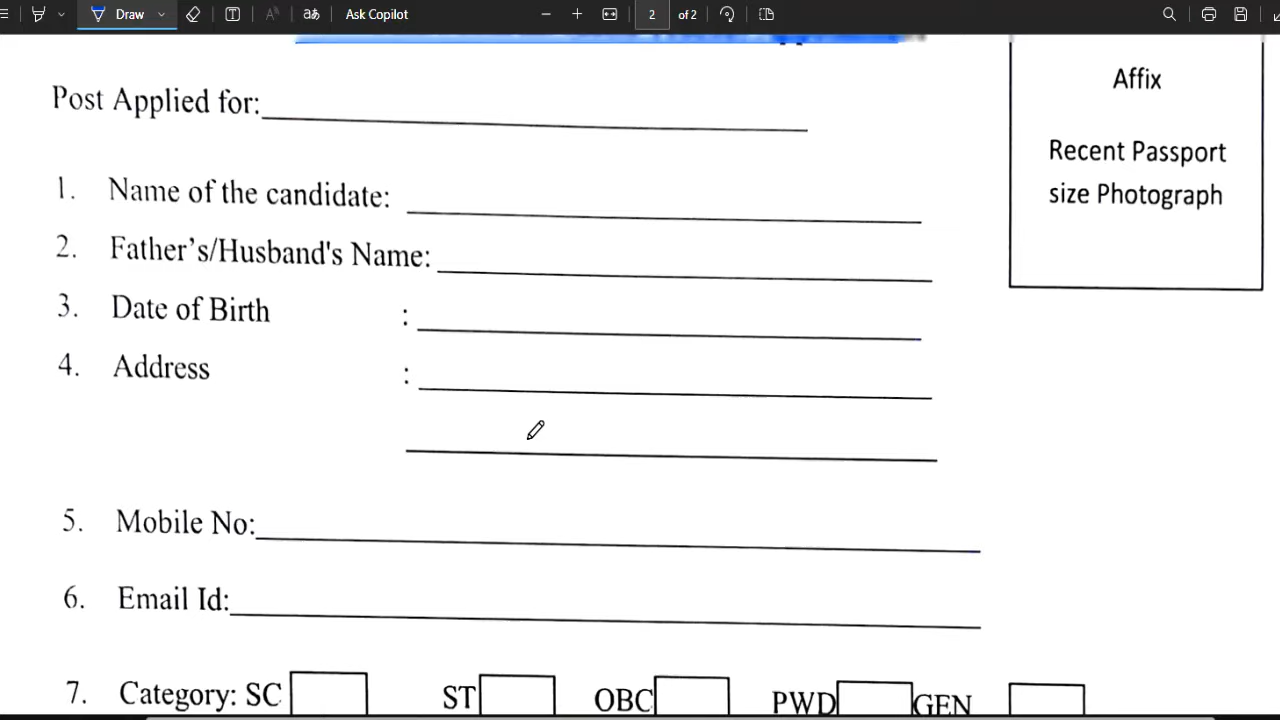 Draw
Ask Copilot
2 of 2
Affix
Post Applied for:
Recent Passport
size Photograph
1. Name of the candidate:
2. Father's/Husband's Name:
3. Date of Birth :
4. Address :
5. Mobile No:
6. Email Id:
7. Category: SC ST OBC PWD GEN